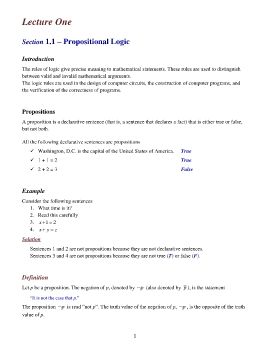 Lecture One
Section 1.1 – Propositional Logic
Introduction
The rules of logic give precise meaning to mathematical statements. These rules are used to distinguish
between valid and invalid mathematical arguments.
The logic rules are used in the design of computer circuits, the construction of computer programs, and
the verification of the correctness of programs.
Propositions
A proposition is a declarative sentence (that is, a sentence that declares a fact) that is either true or false,
but not both.
All the following declarative sentences are propositions
✓ Washington, D.C. is the capital of the United States of America. True
✓ 1 + 1 = 2 True
✓ 2 + 2 = 3 False
Example
Consider the following sentences
1. What time is it?
2. Read this carefully
3. x + 1 = 2
4. x + y = z
Solution
Sentences 1 and 2 are not propositions because they are not declarative sentences.
Sentences 3 and 4 are not propositions because they are not true (T) or false (F).
Definition
Let p be a proposition. The negation of p, denoted by ¬p (also denoted by p̅), is the statement
"It is not the case that p."
The proposition ¬p is read "not p". The truth value of the negation of p, ¬p, is the opposite of the truth
value of p.
1